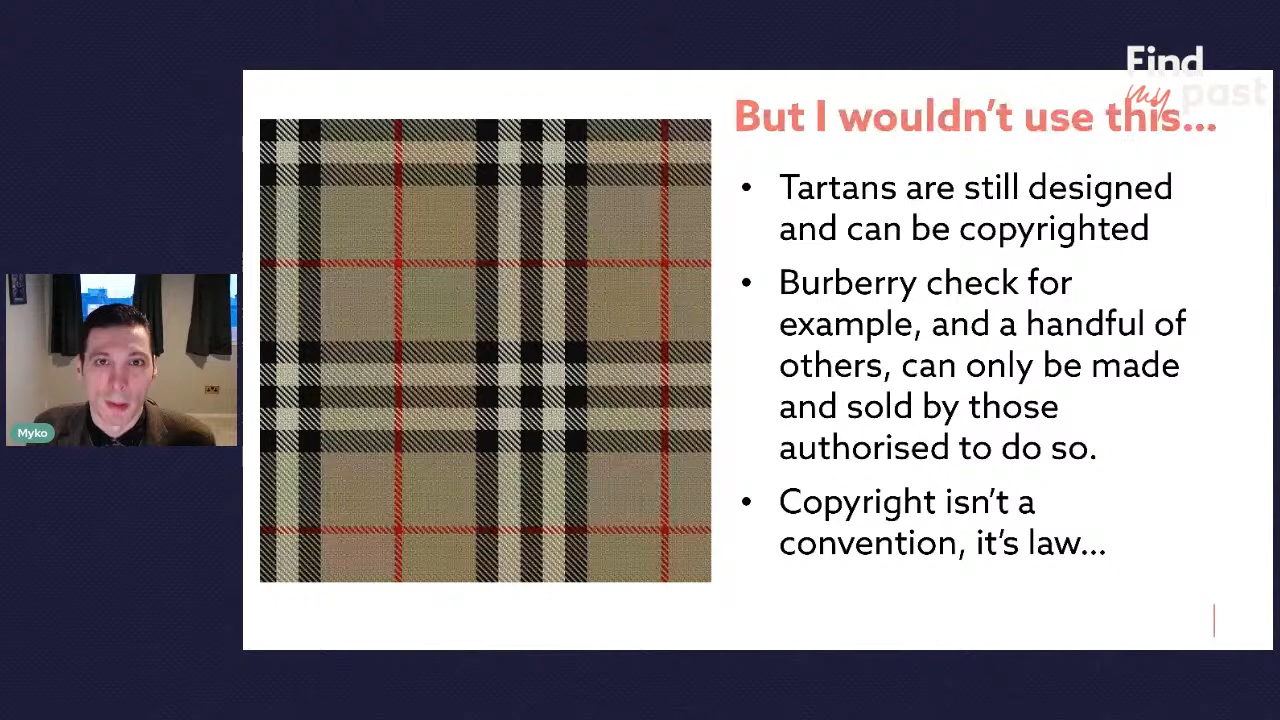 Find
my past
But I wouldn't use this...
• Tartans are still designed
and can be copyrighted
• Burberry check for
example, and a handful of
others, can only be made
and sold by those
authorised to do so.
• Copyright isn't a
convention, it's law...
Myko